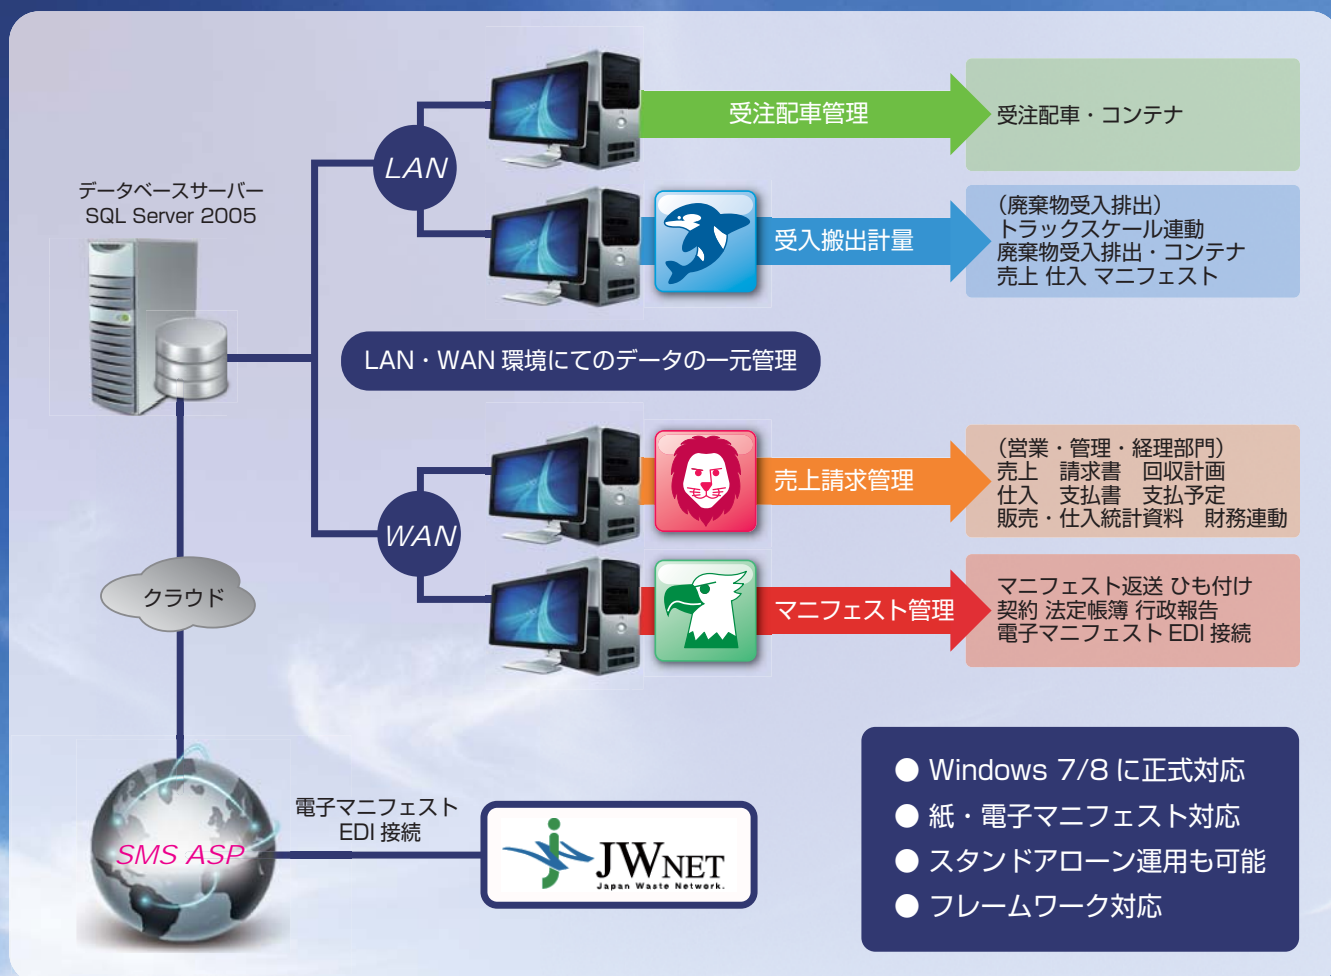 データベースサーバー
SQL Server 2005
LAN
受注配車管理
受注配車・コンテナ
受入搬出計量
(廃棄物受入排出)
トラックスケール連動
廃棄物受入排出・コンテナ
売上 仕入 マニフェスト
LAN・WAN 環境にてのデータの一元管理
WAN
売上請求管理
(営業・管理・経理部門)
売上 請求書 回収計画
仕入 支払書 支払予定
販売・仕入統計資料 財務連動
マニフェスト管理
マニフェスト返送 ひも付け
契約 法定帳簿 行政報告
電子マニフェスト EDI 接続
クラウド
SMS ASP
電子マニフェスト
EDI 接続
JWNET
Japan Waste Network.
● Windows 7/8 に正式対応
● 紙・電子マニフェスト対応
● スタンドアローン運用も可能
● フレームワーク対応